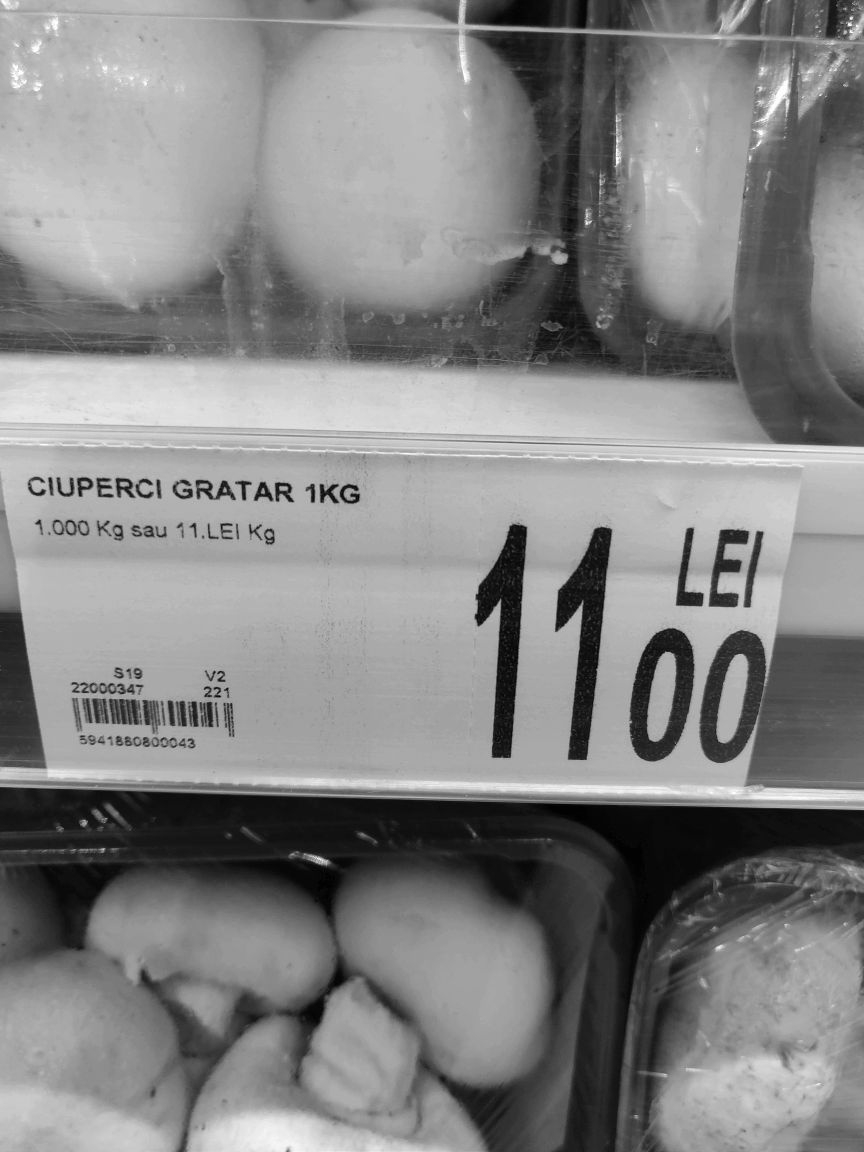 CIUPERCI GRATAR 1KG
1.000 Kg sau 11.LEI Kg
11 00 LEI
S19 V2
22000347 221
5941880800043